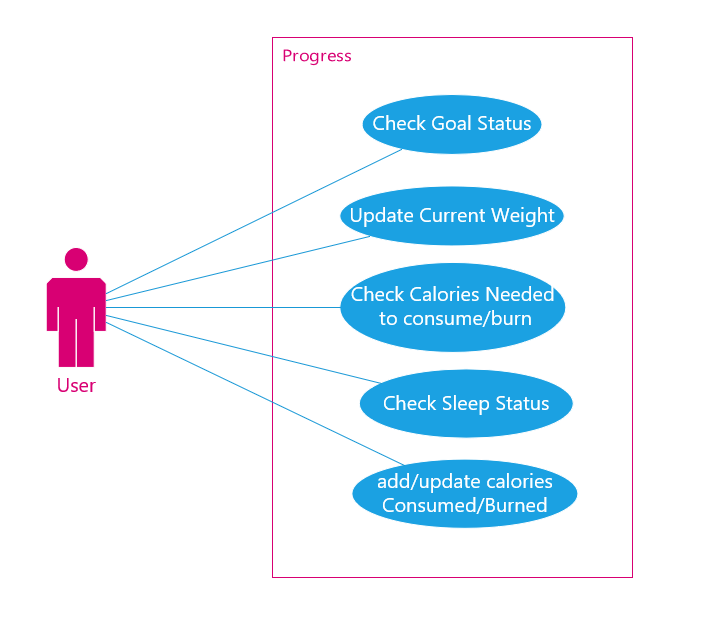 Progress
Check Goal Status
Update Current Weight
Check Calories Needed
to consume/burn
Check Sleep Status
add/update calories
Consumed/Burned
User